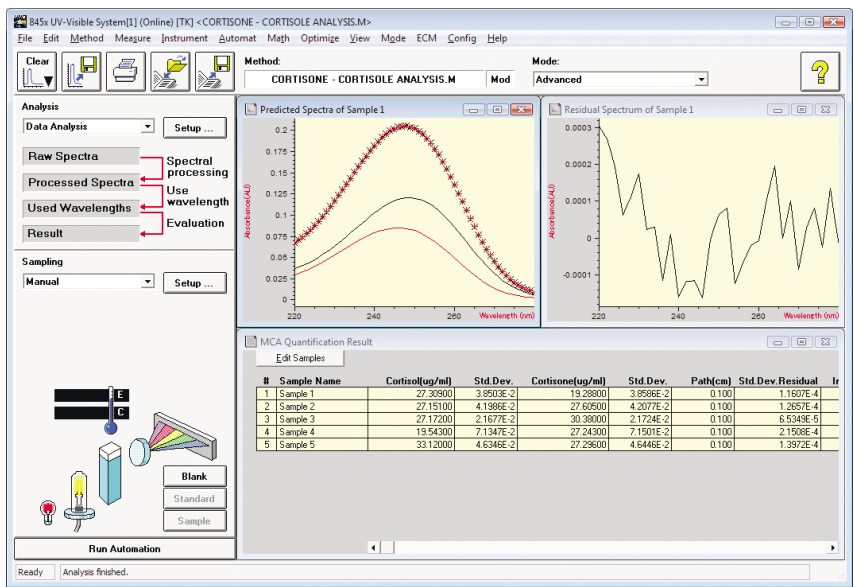 845x UV-Visible System[1] (Online) [TK] <CORTISONE - CORTISOLE ANALYSIS.M>
File Edit Method Measure Instrument Automat Math Optimize View Mode ECM Config Help
Clear
Method:
CORTISONE - CORTISOLE ANALYSIS.M
Mod
Mode:
Advanced
Analysis
Data Analysis
Setup ...
Raw Spectra
Spectral
processing
Processed Spectra
Use
wavelength
Used Wavelengths
Evaluation
Result
Sampling
Manual
Setup ...
E
C
Blank
Standard
Sample
Run Automation
Predicted Spectra of Sample 1
Absorbance(AU)
0.2
0.175
0.15
0.125
0.1
0.075
0.05
0.025
0
220 240 260 Wavelength (nm)
Residual Spectrum of Sample 1
Absorbance(AU)
0.0003
0.0002
0.0001
0
-0.0001
220 240 260 Wavelength (nm)
MCA Quantification Result
Edit Samples
# Sample Name Cortisol(ug/ml) Std.Dev. Cortisone(ug/ml) Std.Dev. Path(cm) Std.Dev.Residual
1 Sample 1 27.30900 3.8503E-2 19.28800 3.8586E-2 0.100 1.1607E-4
2 Sample 2 27.15100 4.1986E-2 27.60500 4.2077E-2 0.100 1.2657E-4
3 Sample 3 27.17200 2.1677E-2 30.38000 2.1724E-2 0.100 6.5349E-5
4 Sample 4 19.54300 7.1347E-2 27.24300 7.1501E-2 0.100 2.1508E-4
5 Sample 5 33.12000 4.6346E-2 27.29600 4.6446E-2 0.100 1.3972E-4
Ready Analysis finished.